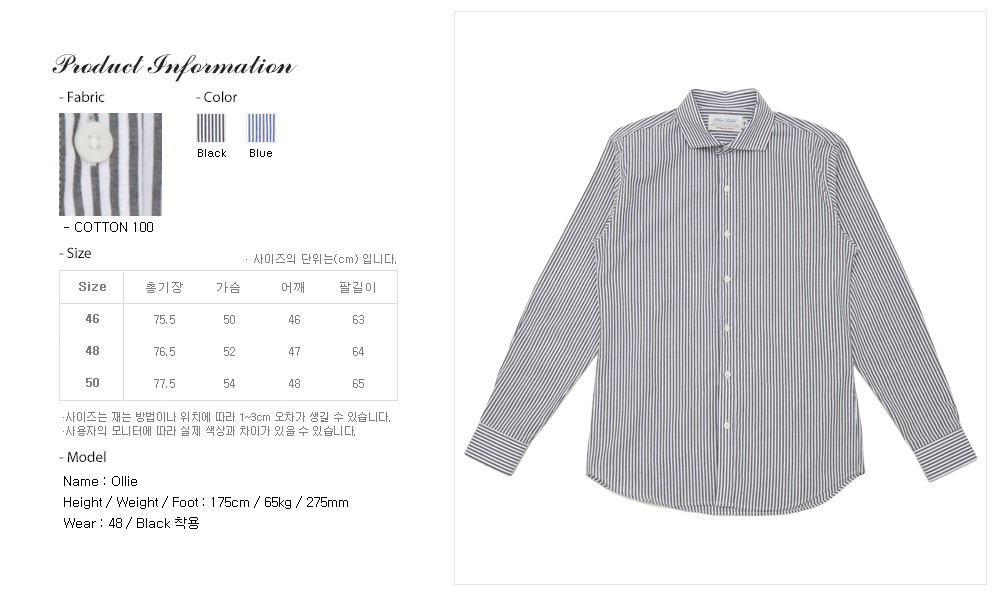 Product Information
- Fabric
- Color
Black Blue
- COTTON 100
- Size
· 사이즈의 단위는(cm) 입니다.
Size 총기장 가슴 어깨 팔길이
46 75.5 50 46 63
48 76.5 52 47 64
50 77.5 54 48 65
·사이즈는 재는 방법이나 위치에 따라 1~3cm 오차가 생길 수 있습니다.
·사용자의 모니터에 따라 실제 색상과 차이가 있을 수 있습니다.
- Model
Name : Ollie
Height / Weight / Foot : 175cm / 65kg / 275mm
Wear : 48 / Black 착용